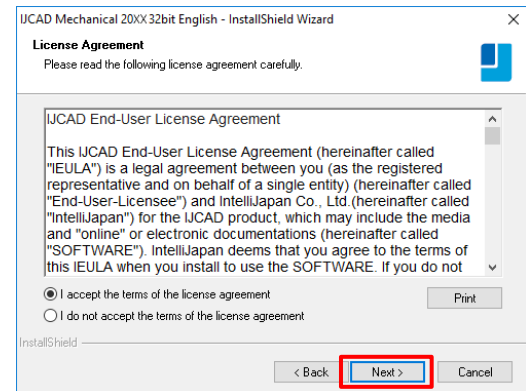 IJCAD Mechanical 20XX 32bit English - InstallShield Wizard
License Agreement
Please read the following license agreement carefully.
IJCAD End-User License Agreement
This IJCAD End-User License Agreement (hereinafter called
"IEULA") is a legal agreement between you (as the registered
representative and on behalf of a single entity) (hereinafter called
"End-User-Licensee") and IntelliJapan Co., Ltd.(hereinafter called
"IntelliJapan") for the IJCAD product, which may include the media
and "online" or electronic documentations (hereinafter called
"SOFTWARE"). IntelliJapan deems that you agree to the terms of
this IEULA when you install to use the SOFTWARE. If you do not
I accept the terms of the license agreement
Print
I do not accept the terms of the license agreement
InstallShield
< Back
Next >
Cancel